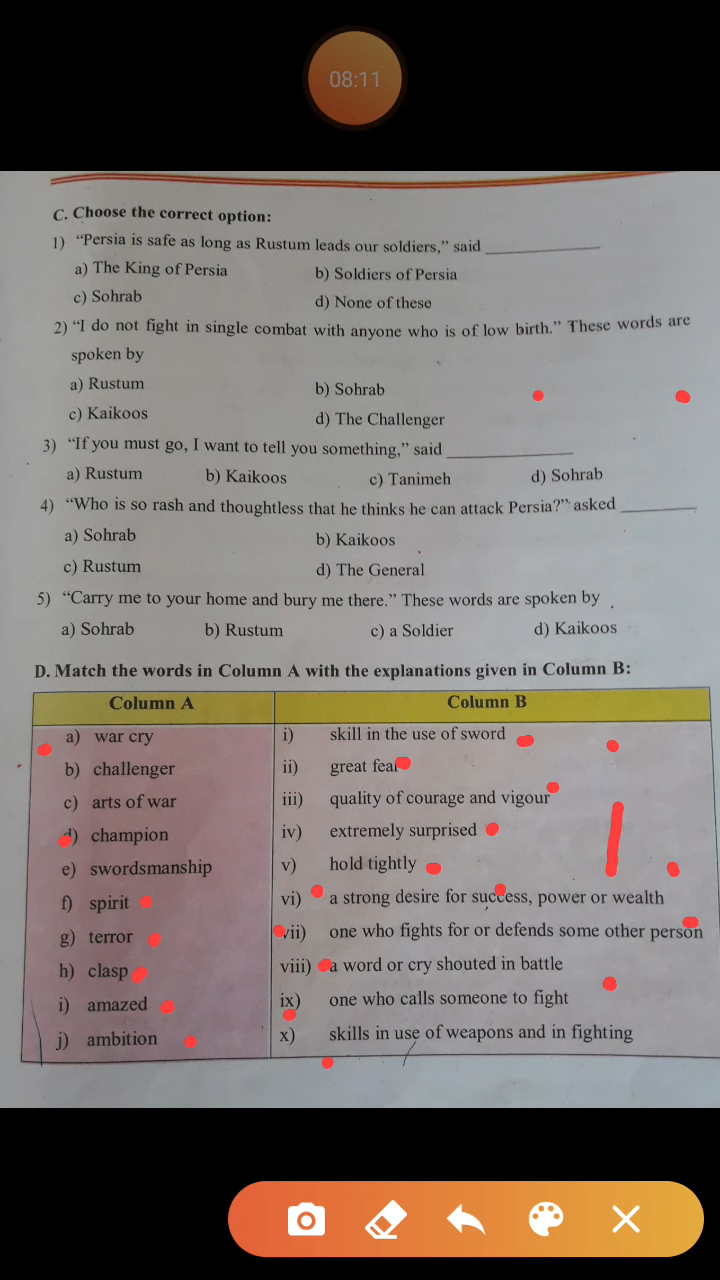 08:11
C. Choose the correct option:
1) “Persia is safe as long as Rustum leads our soldiers,” said ___________
a) The King of Persia b) Soldiers of Persia
c) Sohrab d) None of these
2) “I do not fight in single combat with anyone who is of low birth.” These words are
spoken by
a) Rustum b) Sohrab
c) Kaikoos d) The Challenger
3) “If you must go, I want to tell you something,” said ____________
a) Rustum b) Kaikoos c) Tanimeh d) Sohrab
4) “Who is so rash and thoughtless that he thinks he can attack Persia?” asked _______
a) Sohrab b) Kaikoos
c) Rustum d) The General
5) “Carry me to your home and bury me there.” These words are spoken by .
a) Sohrab b) Rustum c) a Soldier d) Kaikoos
D. Match the words in Column A with the explanations given in Column B:
Column A Column B
a) war cry i) skill in the use of sword
b) challenger ii) great fear
c) arts of war iii) quality of courage and vigour
d) champion iv) extremely surprised
e) swordsmanship v) hold tightly
f) spirit vi) a strong desire for success, power or wealth
g) terror vii) one who fights for or defends some other person
h) clasp viii) a word or cry shouted in battle
i) amazed ix) one who calls someone to fight
j) ambition x) skills in use of weapons and in fighting